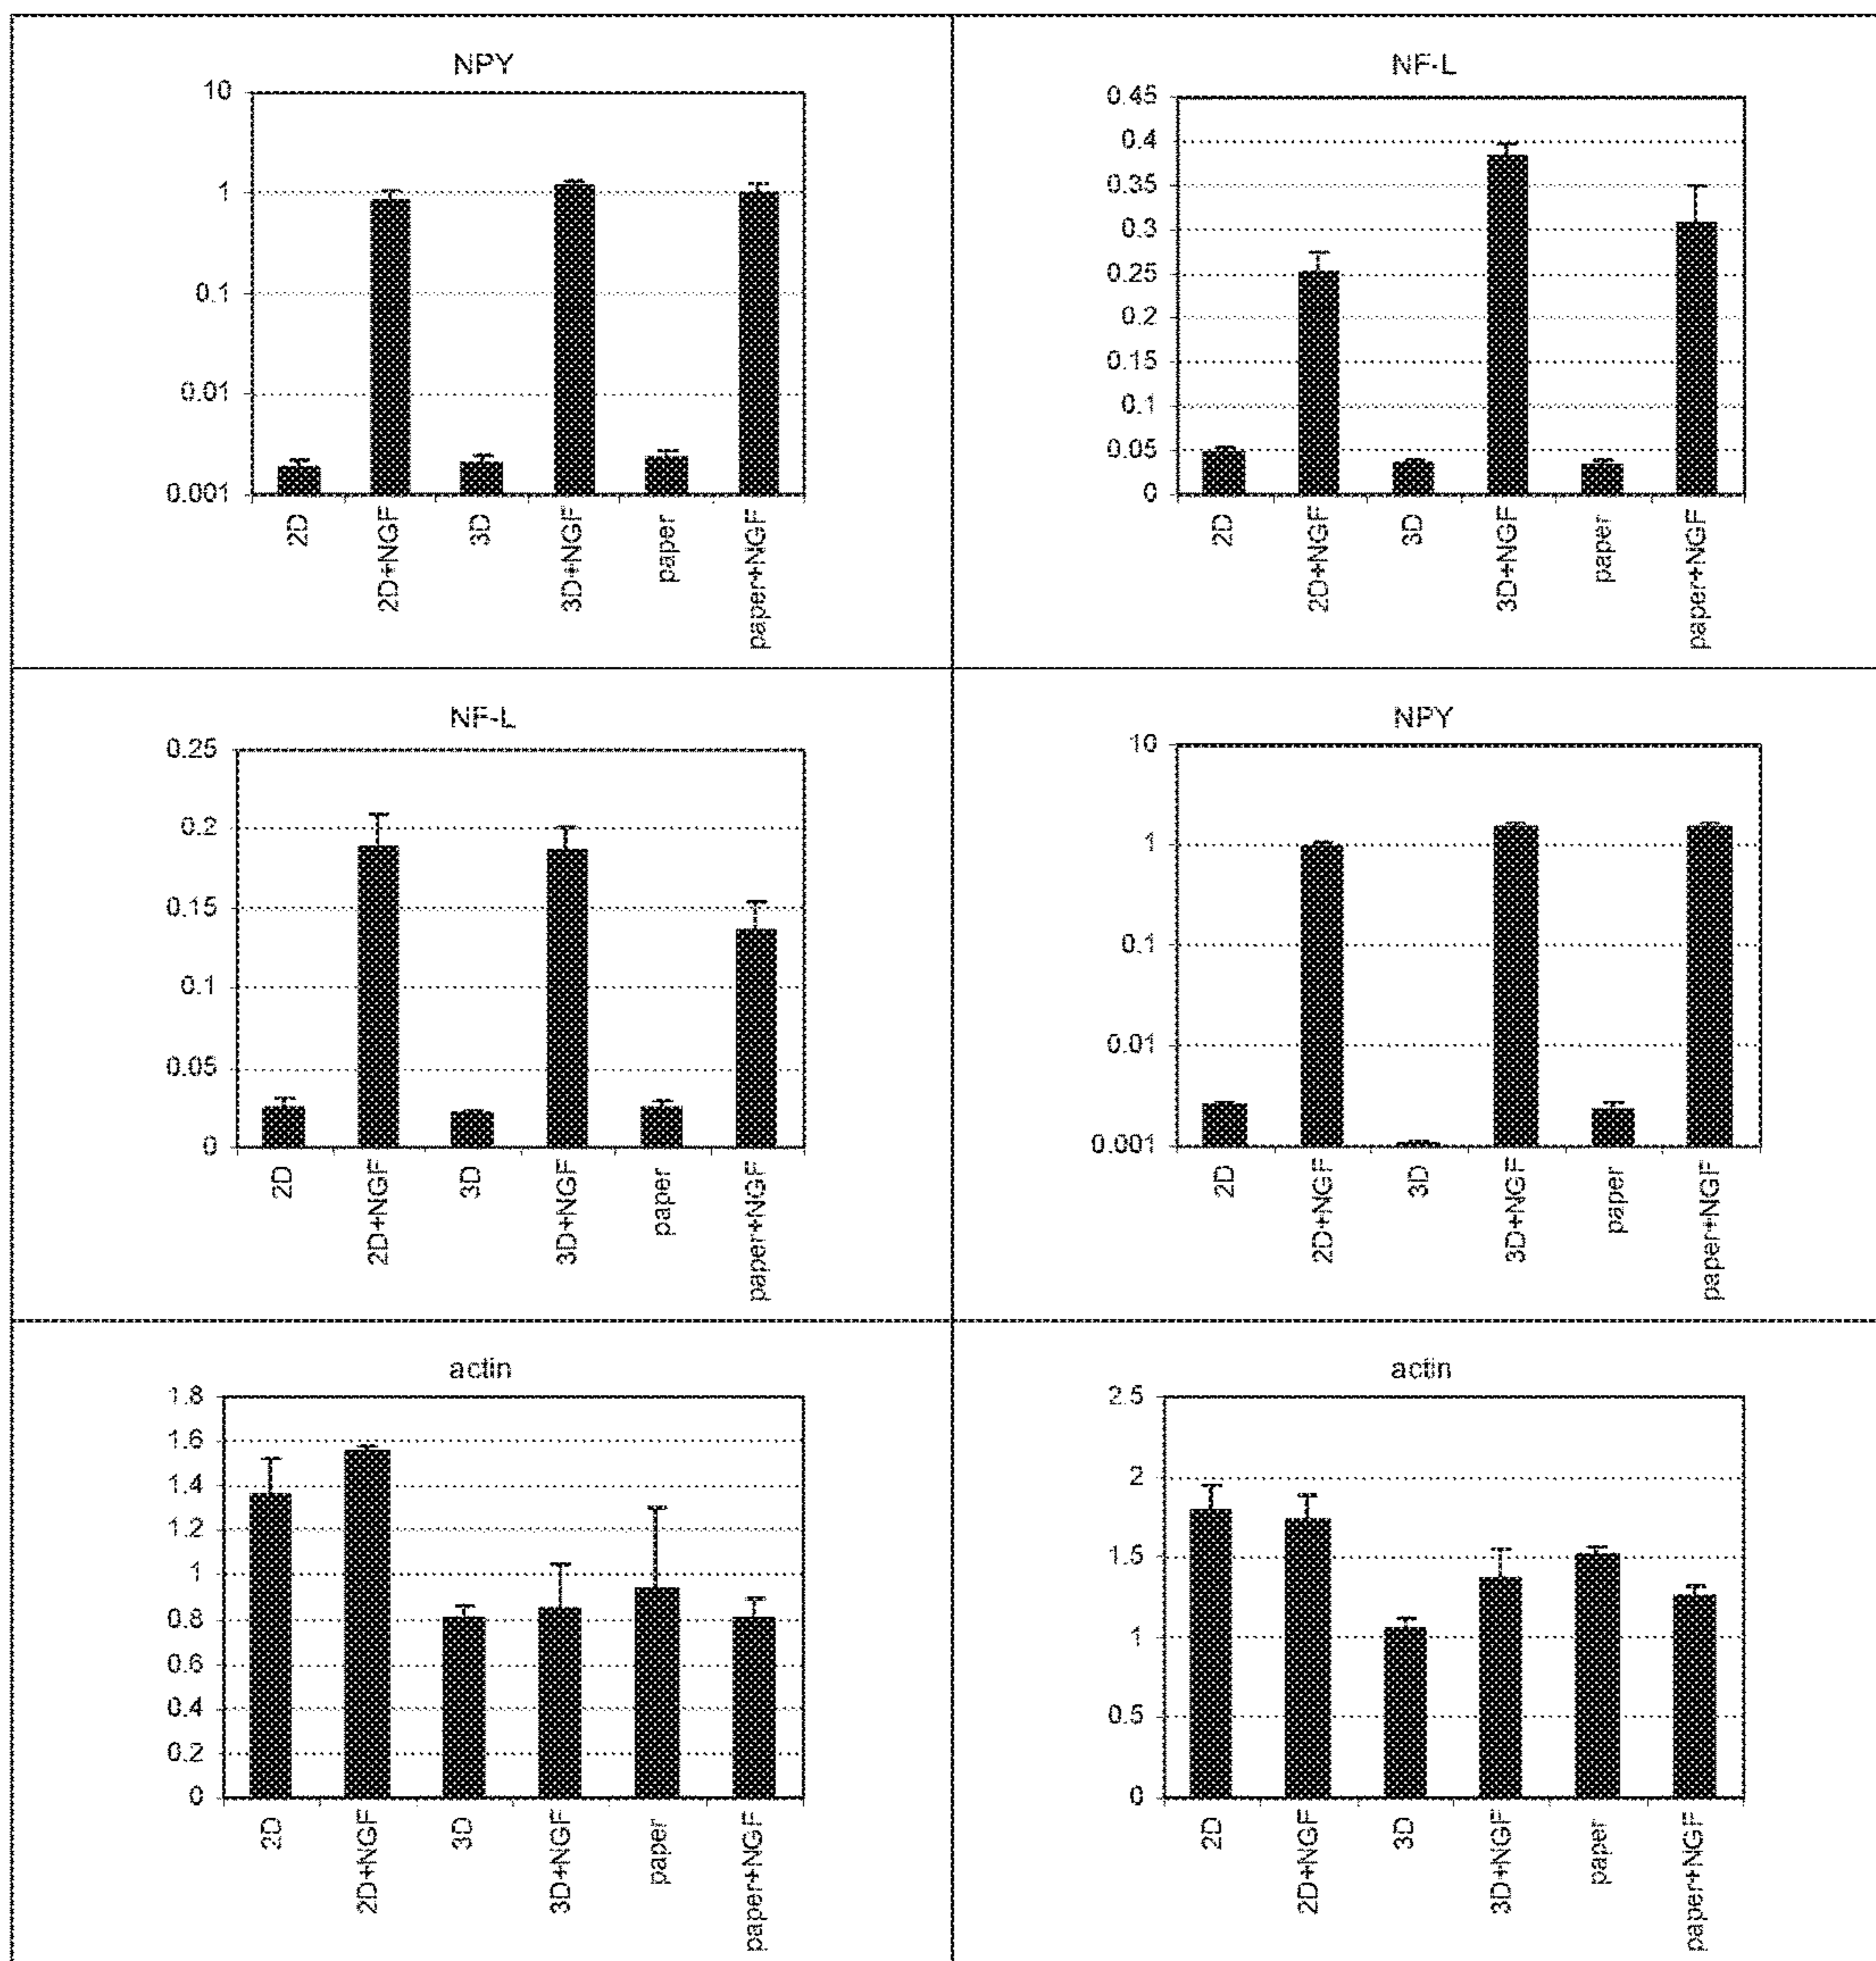 NPY
10
1
0.1
0.01
0.001
2D
2D+NGF
3D
3D+NGF
paper
paper+NGF
NF-L
0.45
0.4
0.35
0.3
0.25
0.2
0.15
0.1
0.05
0
2D
2D+NGF
3D
3D+NGF
paper
paper+NGF
NF-L
0.25
0.2
0.15
0.1
0.05
0
2D
2D+NGF
3D
3D+NGF
paper
paper+NGF
NPY
10
1
0.1
0.01
0.001
2D
2D+NGF
3D
3D+NGF
paper
paper+NGF
actin
1.8
1.6
1.4
1.2
1
0.8
0.6
0.4
0.2
0
2D
2D+NGF
3D
3D+NGF
paper
paper+NGF
actin
2.5
2
1.5
1
0.5
0
2D
2D+NGF
3D
3D+NGF
paper
paper+NGF